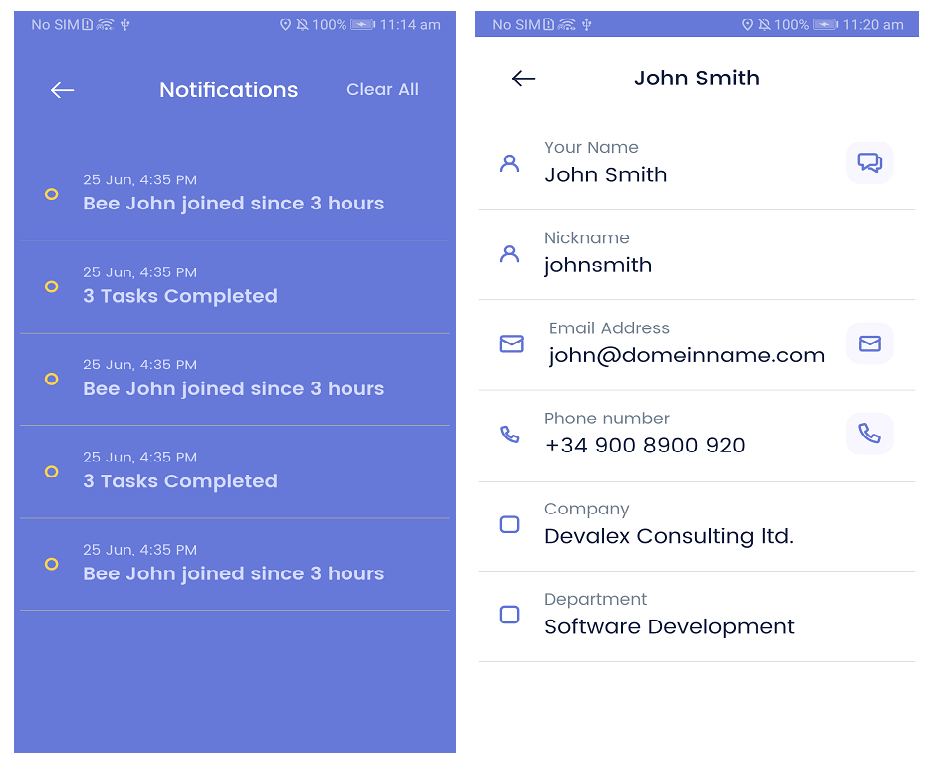 No SIM 100% 11:14 am
Notifications Clear All
25 Jun, 4:35 PM
Bee John joined since 3 hours
25 Jun, 4:35 PM
3 Tasks Completed
25 Jun, 4:35 PM
Bee John joined since 3 hours
25 Jun, 4:35 PM
3 Tasks Completed
25 Jun, 4:35 PM
Bee John joined since 3 hours
No SIM 100% 11:20 am
John Smith
Your Name
John Smith
Nickname
johnsmith
Email Address
john@domeinname.com
Phone number
+34 900 8900 920
Company
Devalex Consulting ltd.
Department
Software Development